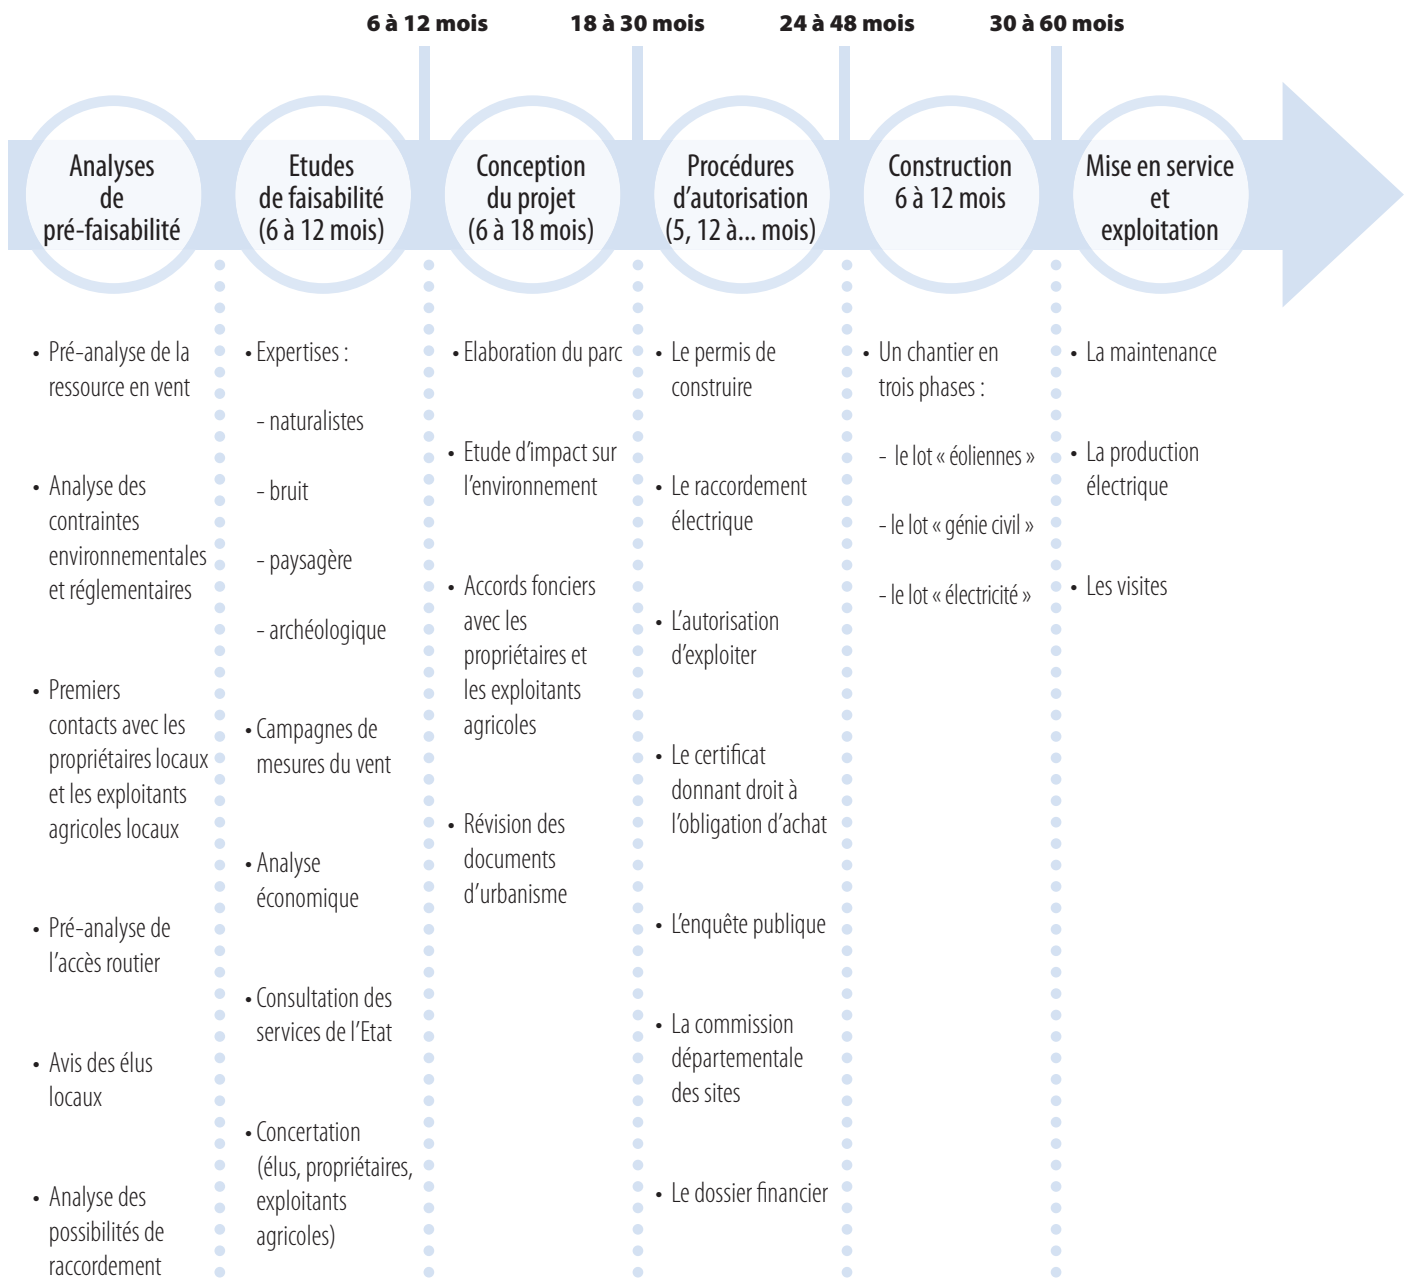 6 à 12 mois
18 à 30 mois
24 à 48 mois
30 à 60 mois
Analyses
de
pré-faisabilité
Etudes
de faisabilité
(6 à 12 mois)
Conception
du projet
(6 à 18 mois)
Procédures
d'autorisation
(5, 12 à... mois)
Construction
6 à 12 mois
Mise en service
et
exploitation
• Pré-analyse de la
ressource en vent
• Analyse des
contraintes
environnementales
et réglementaires
• Premiers
contacts avec les
propriétaires locaux
et les exploitants
agricoles locaux
• Pré-analyse de
l'accès routier
• Avis des élus
locaux
• Analyse des
possibilités de
raccordement
• Expertises :
- naturalistes
- bruit
- paysagère
- archéologique
• Campagnes de
mesures du vent
• Analyse
économique
• Consultation des
services de l'Etat
• Concertation
(élus, propriétaires,
exploitants
agricoles)
• Elaboration du parc
• Etude d'impact sur
l'environnement
• Accords fonciers
avec les
propriétaires et
les exploitants
agricoles
• Révision des
documents
d'urbanisme
• Le permis de
construire
• Le raccordement
électrique
• L'autorisation
d'exploiter
• Le certificat
donnant droit à
l'obligation d'achat
• L'enquête publique
• La commission
départementale
des sites
• Le dossier financier
• Un chantier en
trois phases :
- le lot « éoliennes »
- le lot « génie civil »
- le lot « électricité »
• La maintenance
• La production
électrique
• Les visites